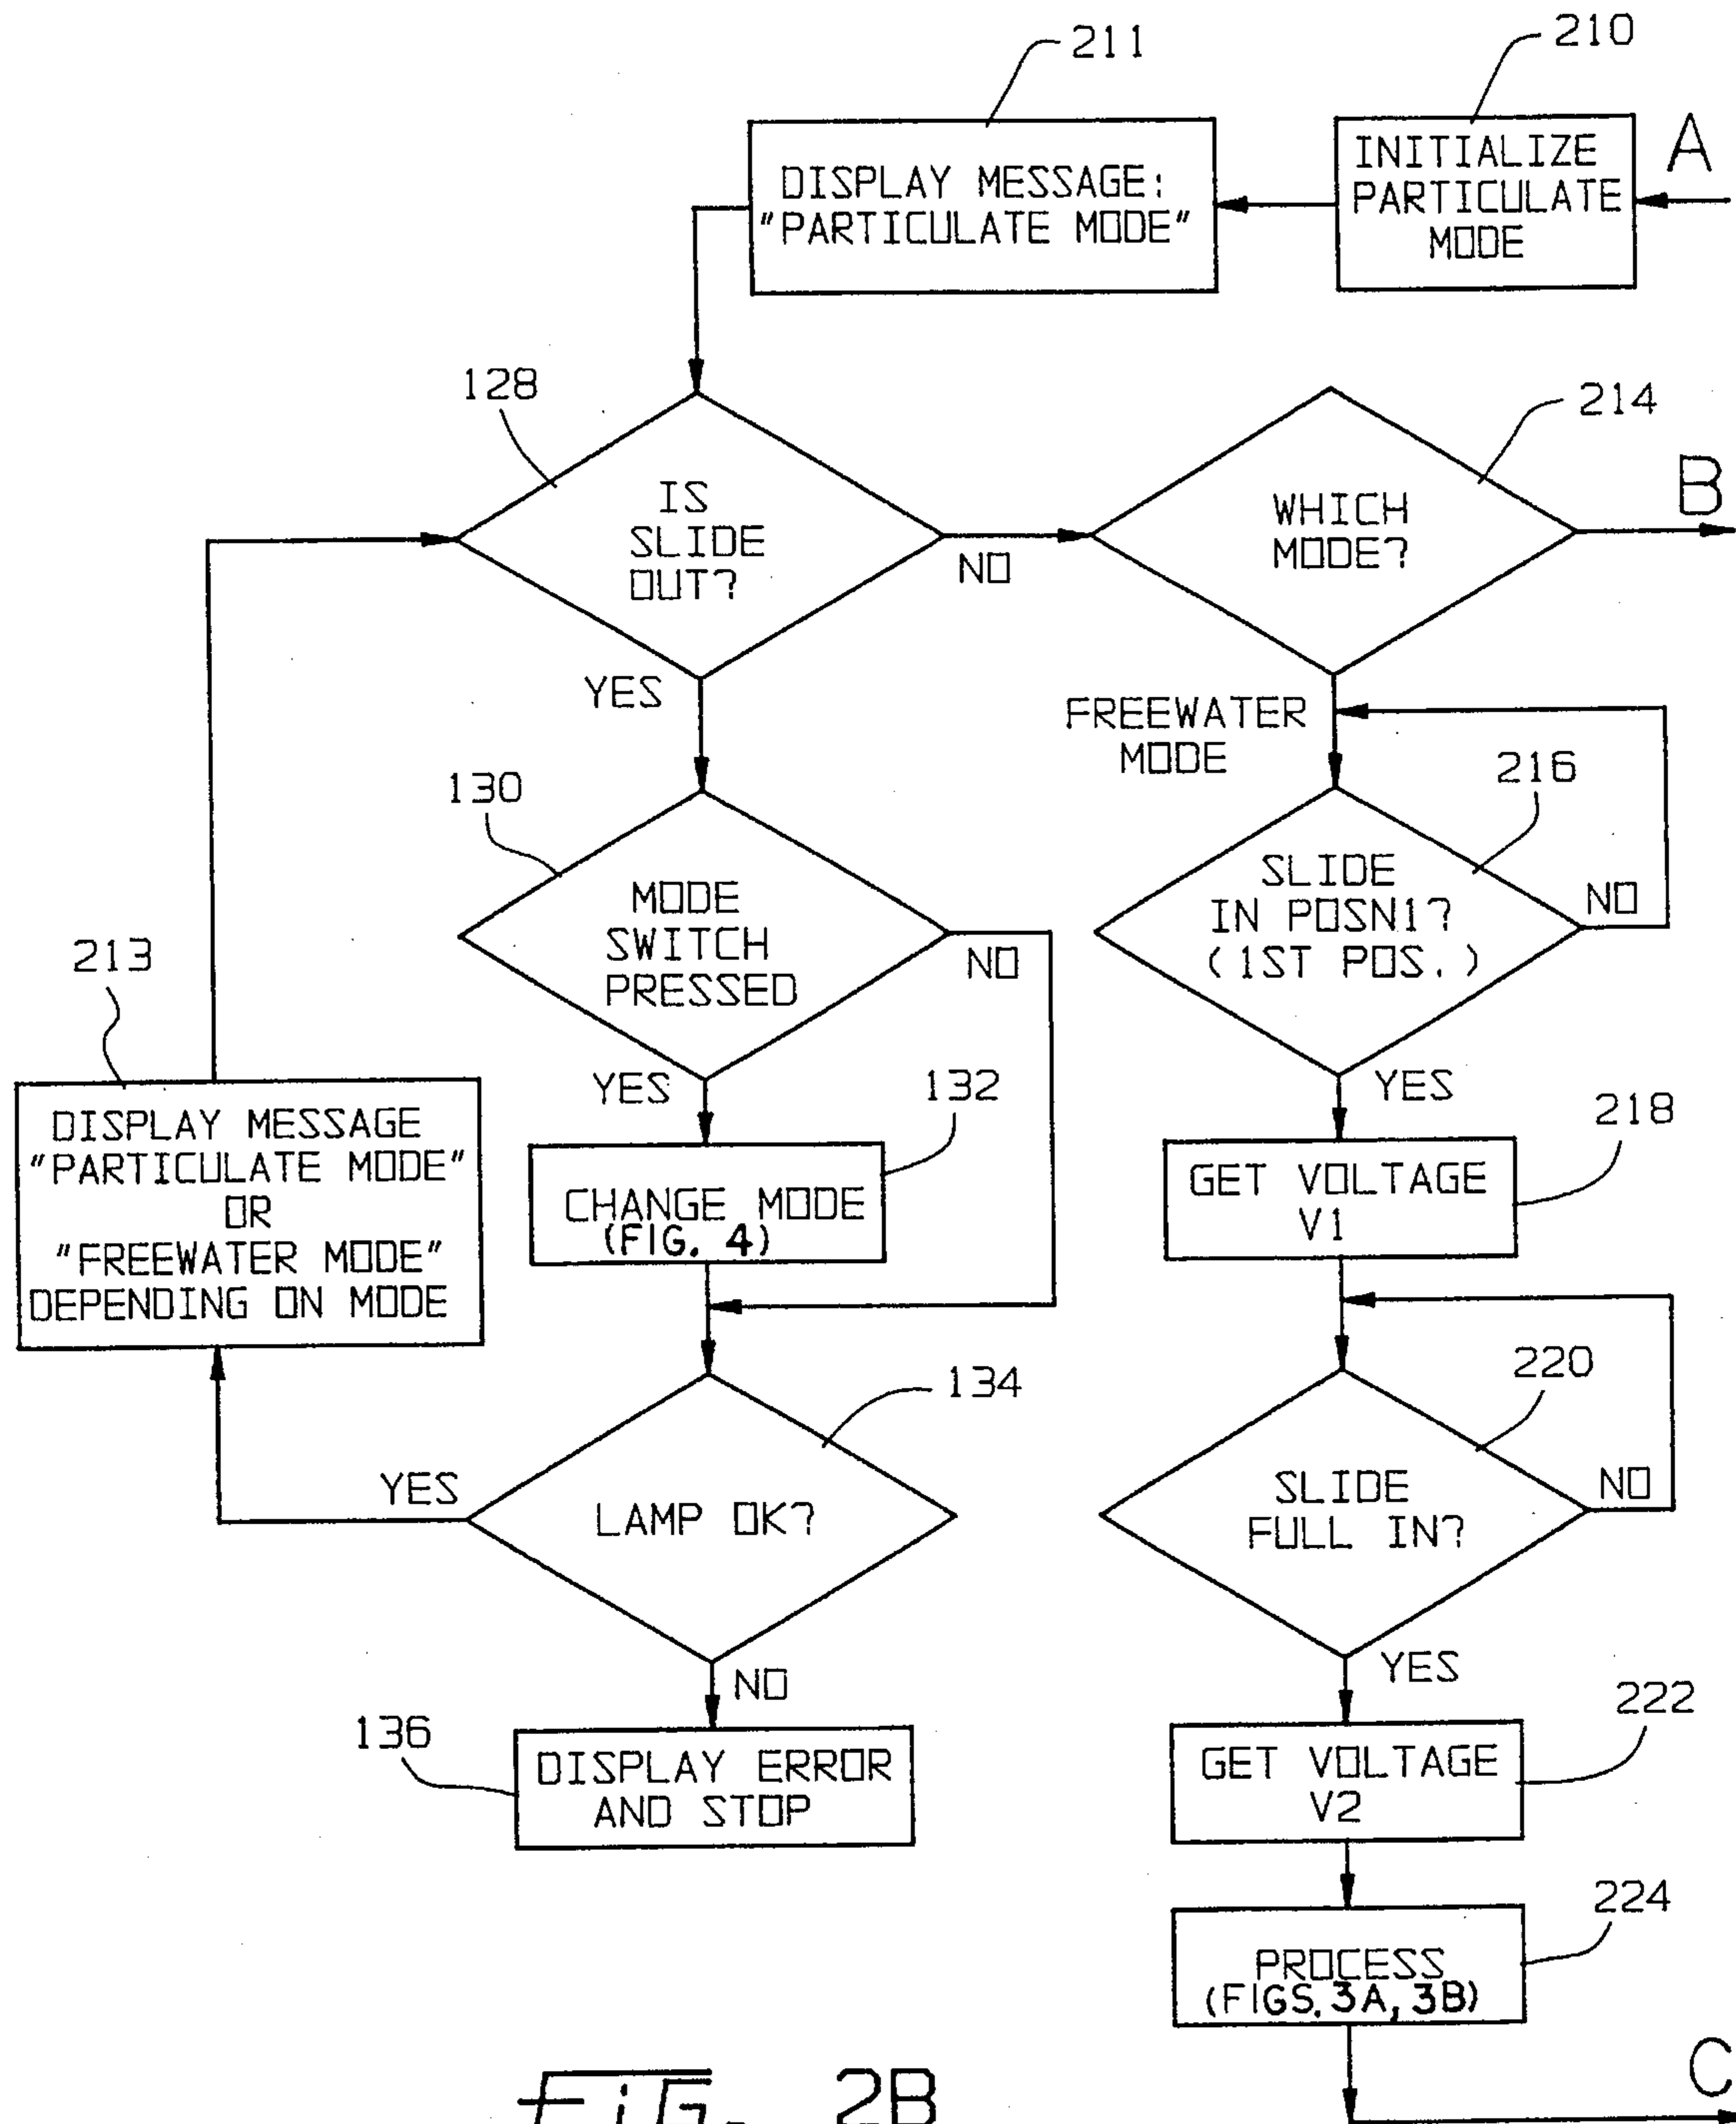 211
210
DISPLAY MESSAGE:
"PARTICULATE MODE"
INITIALIZE
PARTICULATE
MODE
A
128
IS
SLIDE
OUT?
NO
YES
214
WHICH
MODE?
B
FREEWATER
MODE
130
MODE
SWITCH
PRESSED
NO
YES
216
SLIDE
IN POSN1?
(1ST POS.)
NO
YES
213
DISPLAY MESSAGE
"PARTICULATE MODE"
OR
"FREEWATER MODE"
DEPENDING ON MODE
132
CHANGE MODE
(FIG. 4)
218
GET VOLTAGE
V1
134
LAMP OK?
YES
NO
220
SLIDE
FULL IN?
NO
YES
136
DISPLAY ERROR
AND STOP
222
GET VOLTAGE
V2
224
PROCESS
(FIGS. 3A, 3B)
C
FIG. 2B